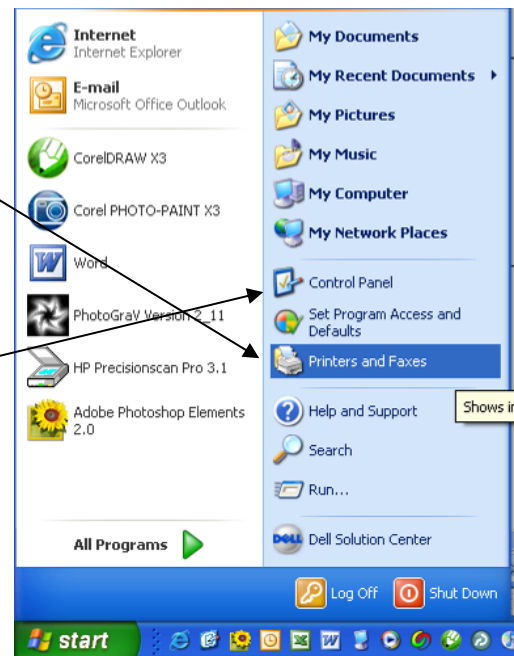 Internet
Internet Explorer
E-mail
Microsoft Office Outlook
CorelDRAW X3
Corel PHOTO-PAINT X3
Word
PhotoGraV Version 2_11
HP Precisionscan Pro 3.1
Adobe Photoshop Elements
2.0
All Programs
My Documents
My Recent Documents
My Pictures
My Music
My Computer
My Network Places
Control Panel
Set Program Access and
Defaults
Printers and Faxes
Shows
Help and Support
Search
Run...
DELL Dell Solution Center
Log Off Shut Down
start